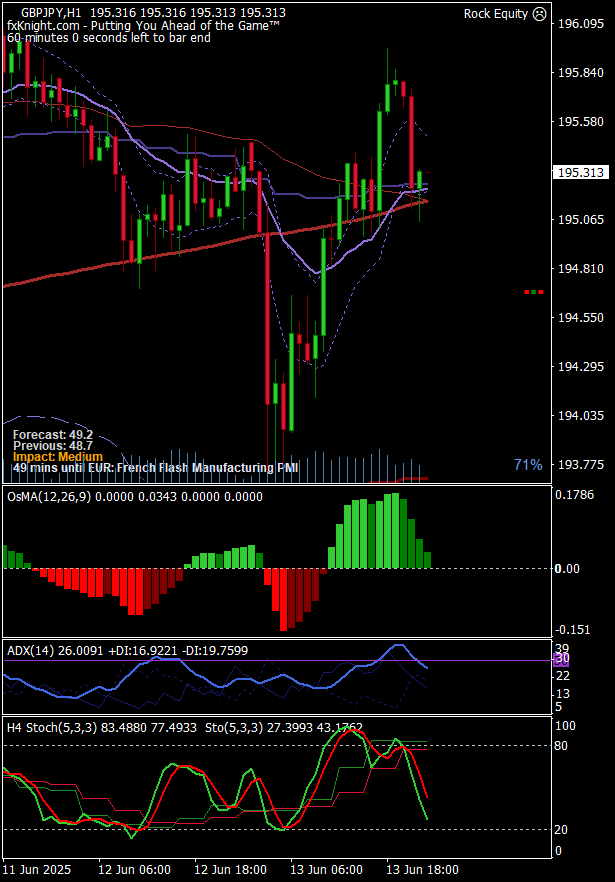 GBPJPY,H1 195.316 195.316 195.313 195.313
Rock Equity
fxKnight.com - Putting You Ahead of the Game™
60 minutes 0 seconds left to bar end
196.095
195.840
195.580
195.313
195.065
194.810
194.550
194.295
194.035
193.775
Forecast: 49.2
Previous: 48.7
Impact: Medium
49 mins until EUR: French Flash Manufacturing PMI
71%
OsMA(12,26,9) 0.0000 0.0343 0.0000 0.0000
0.1786
0.00
-0.151
ADX(14) 26.0091 +DI:16.9221 -DI:19.7599
39
30
22
13
5
H4 Stoch(5,3,3) 83.4880 77.4933 Sto(5,3,3) 27.3993 43.1762
100
80
20
0
11 Jun 2025 12 Jun 06:00 12 Jun 18:00 13 Jun 06:00 13 Jun 18:00